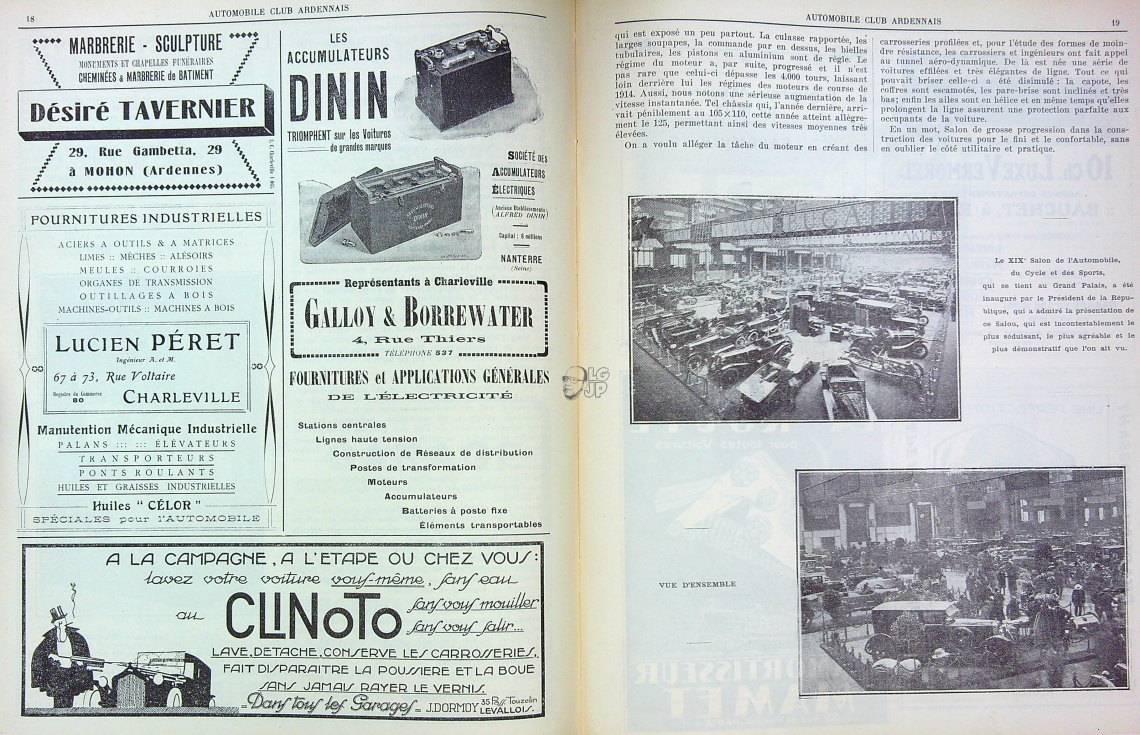 18
AUTOMOBILE CLUB ARDENNAIS
MARBRERIE - SCULPTURE
MONUMENTS ET CHAPELLES FUNÉRAIRES
CHEMINÉES & MARBRERIE DE BATIMENT
Désiré TAVERNIER
29, Rue Gambetta, 29
à MOHON (Ardennes)
FOURNITURES INDUSTRIELLES
ACIERS A OUTILS & A MATRICES
LIMES :: MÈCHES :: ALÉSOIRS
MEULES :: COURROIES
ORGANES DE TRANSMISSION
OUTILLAGES A BOIS
MACHINES-OUTILS :: MACHINES A BOIS
LUCIEN PÉRET
Ingénieur A. et M.
67 à 73, Rue Voltaire
Registre du Commerce
80
CHARLEVILLE
Manutention Mécanique Industrielle
PALANS ::: ::: ÉLÉVATEURS
TRANSPORTEURS
PONTS ROULANTS
HUILES ET GRAISSES INDUSTRIELLES
Huiles " CÉLOR "
SPÉCIALES pour l'AUTOMOBILE
LES
ACCUMULATEURS
DININ
TRIOMPHENT sur les Voitures
de grandes marques
SOCIÉTÉ DES
ACCUMULATEURS
ÉLECTRIQUES
(Anciens Etablissements
ALFRED DININ)
Capital : 6 millions
NANTERRE
(Seine)
Représentants à Charleville
GALLOY & BORREWATER
4, Rue Thiers
TÉLÉPHONE 537
FOURNITURES et APPLICATIONS GÉNÉRALES
DE L'ÉLECTRICITÉ
Stations centrales
Lignes haute tension
Construction de Réseaux de distribution
Postes de transformation
Moteurs
Accumulateurs
Batteries à poste fixe
Éléments transportables
A LA CAMPAGNE, A L'ETAPE OU CHEZ VOUS:
lavez votre voiture vous-même, sans eau
sans vous mouiller
au CLINOTO
sans vous salir...
LAVE, DETACHE, CONSERVE LES CARROSSERIES,
FAIT DISPARAITRE LA POUSSIERE ET LA BOUE
SANS JAMAIS RAYER LE VERNIS.
=Dans tous les Garages= J.DORMOY 35 Touzelin
LEVALLOIS.
AUTOMOBILE CLUB ARDENNAIS
19
qui est exposé un peu partout. La culasse rapportée, les
larges soupapes, la commande par en dessus, les bielles
tubulaires, les pistons en aluminium sont de règle. Le
régime du moteur a, par suite, progressé et il n'est
pas rare que celui-ci dépasse les 4.000 tours, laissant
loin derrière lui les régimes des moteurs de course de
1914. Aussi, nous notons une sérieuse augmentation de la
vitesse instantanée. Tel châssis qui, l'année dernière, arri-
vait péniblement au 105 x 110, cette année atteint allègre-
ment le 125, permettant ainsi des vitesses moyennes très
élevées.
On a voulu alléger la tâche du moteur en créant des
carrosseries profilées et, pour l'étude des formes de moin-
dre résistance, les carrossiers et ingénieurs ont fait appel
au tunnel aéro-dynamique. De là est née une série de
voitures effilées et très élégantes de ligne. Tout ce qui
pouvait briser celle-ci a été disimulé : la capote, les
coffres sont escamotés, les pare-brise sont inclinés et très
bas; enfin les ailes sont en hélice et en même temps qu'elles
prolongent la ligne assurent une protection parfaite aux
occupants de la voiture.
En un mot, Salon de grosse progression dans la cons-
truction des voitures pour le fini et le confortable, sans
en oublier le côté utilitaire et pratique.
Le XIXe Salon de l'Automobile,
du Cycle et des Sports,
qui se tient au Grand Palais, a été
inauguré par le Président de la Répu-
blique, qui a admiré la présentation de
ce Salon, qui est incontestablement le
plus séduisant, le plus agréable et le
plus démonstratif que l'on ait vu.
VUE D'ENSEMBLE
LG
JP